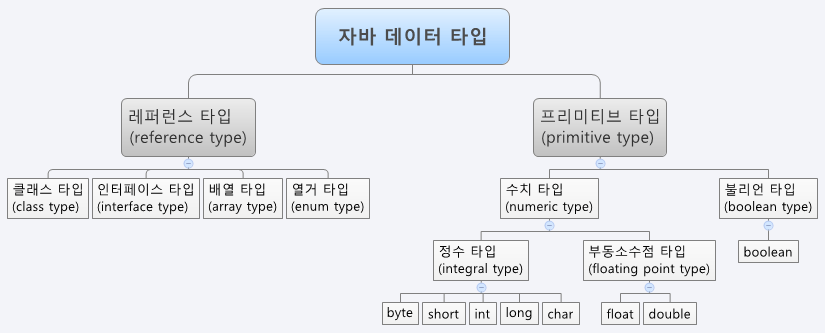 자바 데이터 타입
레퍼런스 타입
(reference type)
프리미티브 타입
(primitive type)
클래스 타입
(class type)
인터페이스 타입
(interface type)
배열 타입
(array type)
열거 타입
(enum type)
수치 타입
(numeric type)
불리언 타입
(boolean type)
정수 타입
(integral type)
부동소수점 타입
(floating point type)
boolean
byte
short
int
long
char
float
double